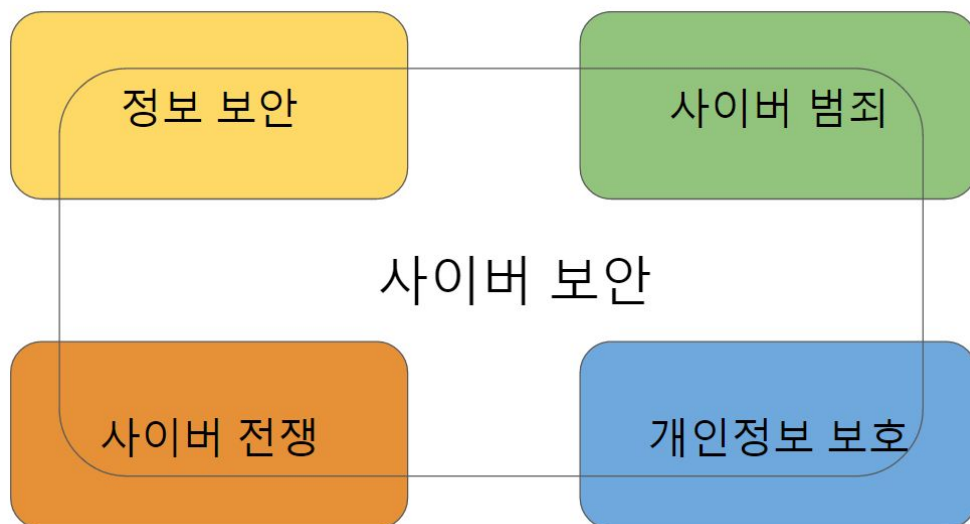 정보 보안
사이버 범죄
사이버 보안
사이버 전쟁
개인정보 보호